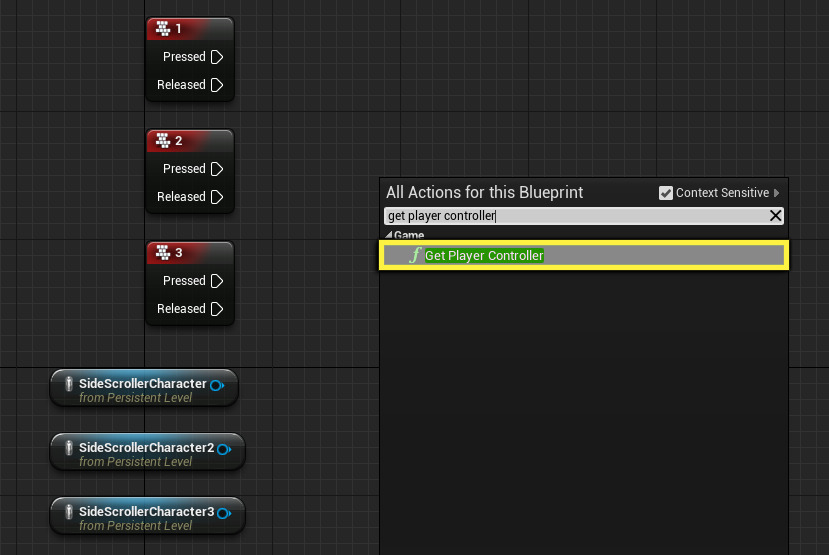 1
Pressed
Released
2
Pressed
Released
3
Pressed
Released
SideScrollerCharacter
from Persistent Level
SideScrollerCharacter2
from Persistent Level
SideScrollerCharacter3
from Persistent Level
All Actions for this Blueprint
Context Sensitive
get player controller
Game
f Get Player Controller